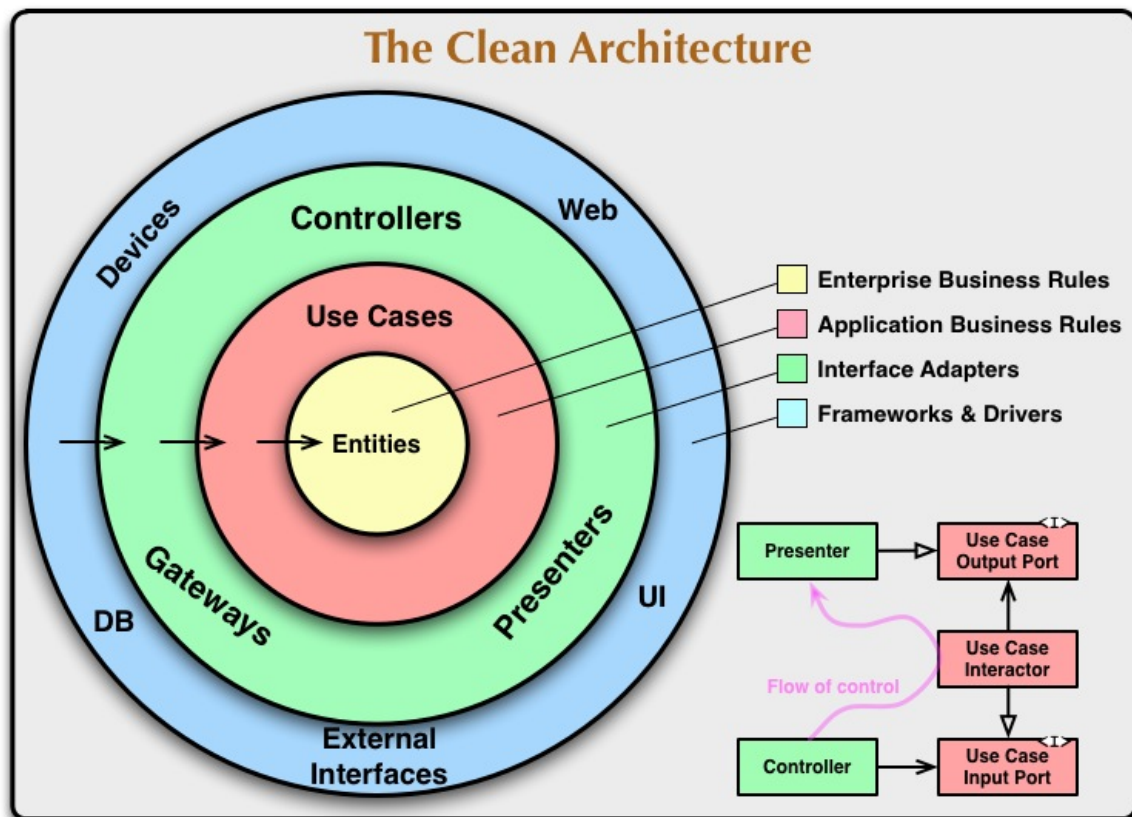 The Clean Architecture
Devices
Web
Controllers
Use Cases
Entities
Gateways
Presenters
DB
UI
External
Interfaces
Enterprise Business Rules
Application Business Rules
Interface Adapters
Frameworks & Drivers
Presenter
<I>
Use Case
Output Port
Use Case
Interactor
Flow of control
Controller
<I>
Use Case
Input Port